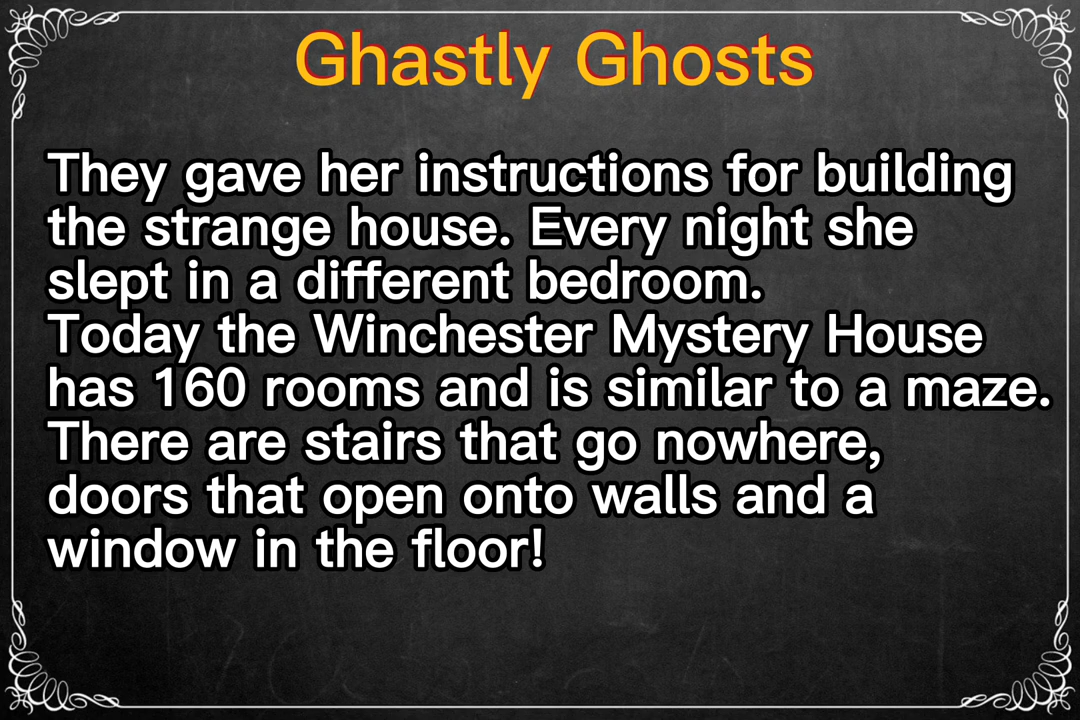 Ghastly Ghosts
They gave her instructions for building
the strange house. Every night she
slept in a different bedroom.
Today the Winchester Mystery House
has 160 rooms and is similar to a maze.
There are stairs that go nowhere,
doors that open onto walls and a
window in the floor!